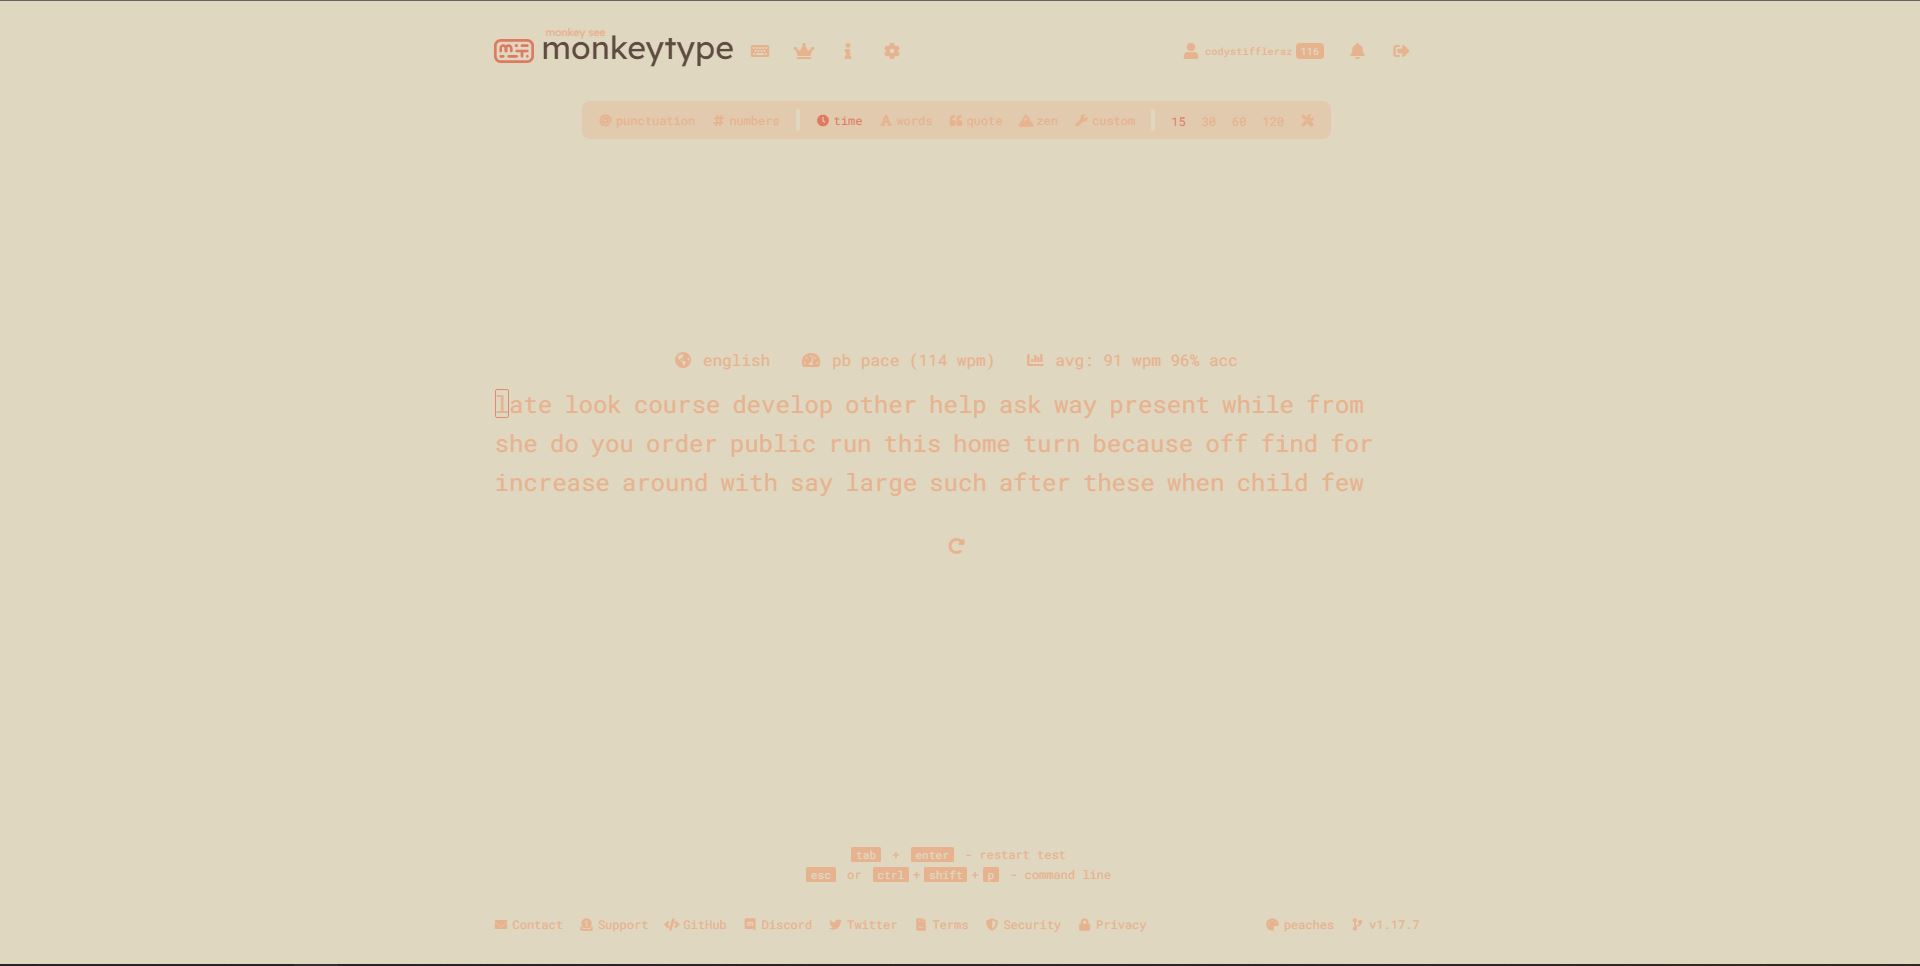 monkey see
monkeytype
codystiffleraz 116
@ punctuation # numbers time A words quote zen custom 15 30 60 120
english pb pace (114 wpm) avg: 91 wpm 96% acc
late look course develop other help ask way present while from
she do you order public run this home turn because off find for
increase around with say large such after these when child few
tab + enter - restart test
esc or ctrl + shift + p - command line
Contact Support GitHub Discord Twitter Terms Security Privacy peaches v1.17.7